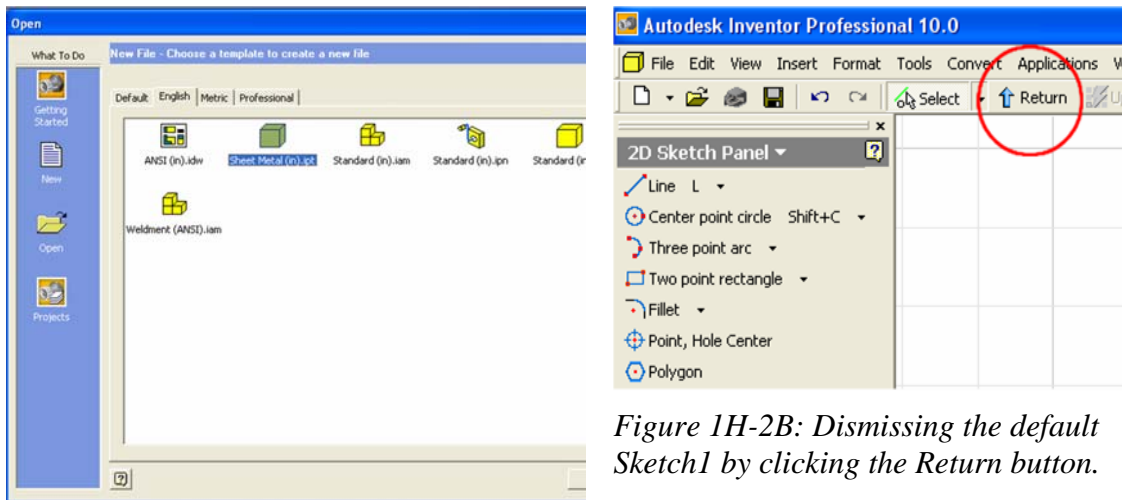 Open
What To Do
New File - Choose a template to create a new file
Getting
Started
New
Open
Projects
Default English Metric Professional
ANSI (in).idw Sheet Metal (in).ipt Standard (in).iam Standard (in).ipn Standard (in
Weldment (ANSI).iam
Autodesk Inventor Professional 10.0
File Edit View Insert Format Tools Convert Applications W
Select Return U
2D Sketch Panel
Line L
Center point circle Shift+C
Three point arc
Two point rectangle
Fillet
Point, Hole Center
Polygon
Figure 1H-2B: Dismissing the default
Sketch1 by clicking the Return button.